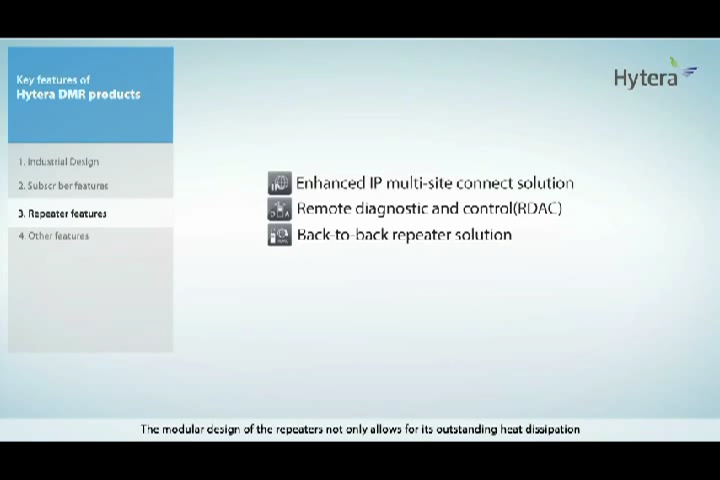 Key features of
Hytera DMR products
Hytera
1. Industrial Design
2. Subscriber features
3. Repeater features
4. Other features
Enhanced IP multi-site connect solution
Remote diagnostic and control(RDAC)
Back-to-back repeater solution
The modular design of the repeaters not only allows for its outstanding heat dissipation